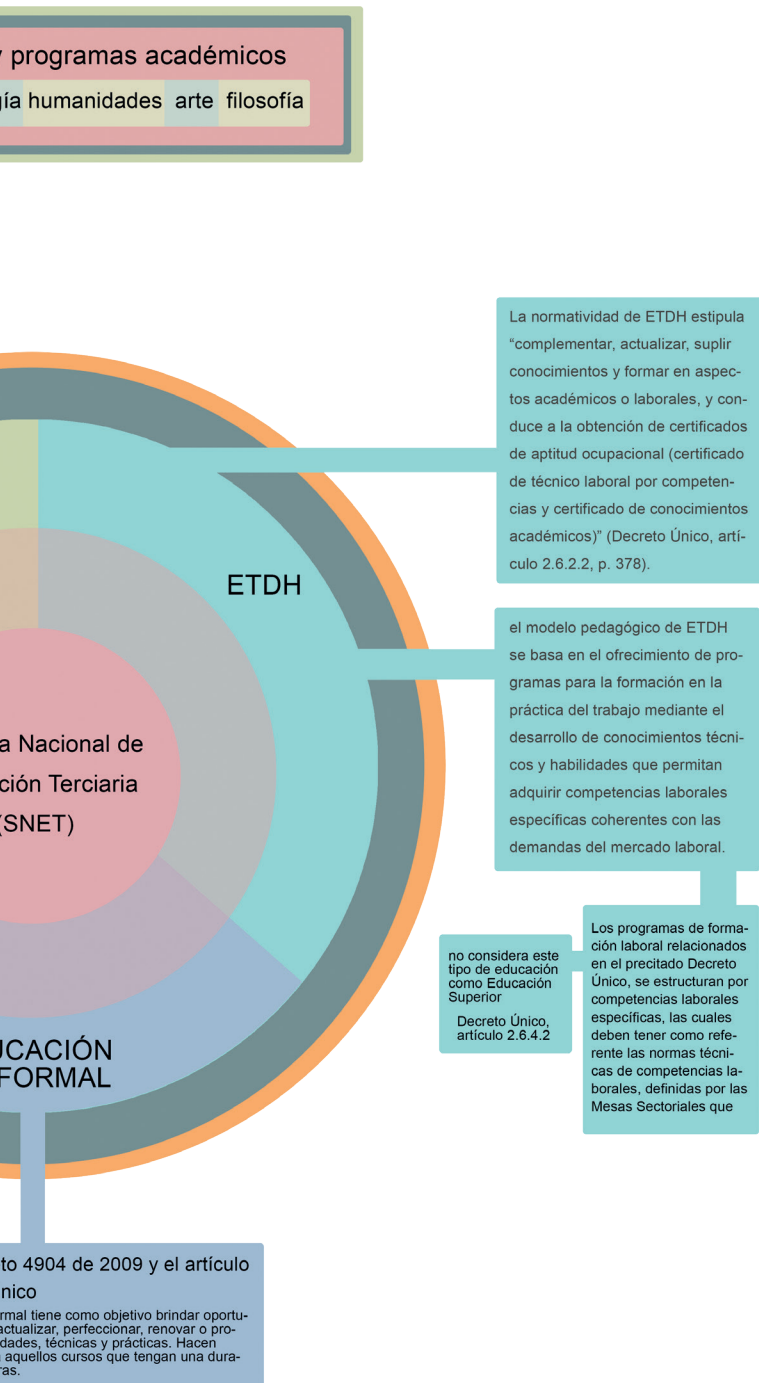 y programas académicos
gía humanidades arte filosofía
La normatividad de ETDH estipula
“complementar, actualizar, suplir
conocimientos y formar en aspec-
tos académicos o laborales, y con-
duce a la obtención de certificados
de aptitud ocupacional (certificado
de técnico laboral por competen-
cias y certificado de conocimientos
académicos)” (Decreto Único, artí-
culo 2.6.2.2, p. 378).
ETDH
el modelo pedagógico de ETDH
se basa en el ofrecimiento de pro-
gramas para la formación en la
práctica del trabajo mediante el
desarrollo de conocimientos técni-
cos y habilidades que permitan
adquirir competencias laborales
específicas coherentes con las
demandas del mercado laboral.
a Nacional de
ción Terciaria
(SNET)
no considera este
tipo de educación
como Educación
Superior
Decreto Único,
artículo 2.6.4.2
Los programas de forma-
ción laboral relacionados
en el precitado Decreto
Único, se estructuran por
competencias laborales
específicas, las cuales
deben tener como refe-
rente las normas técni-
cas de competencias la-
borales, definidas por las
Mesas Sectoriales que
UCACIÓN
FORMAL
to 4904 de 2009 y el artículo
nico
rmal tiene como objetivo brindar oportu-
actualizar, perfeccionar, renovar o pro-
dades, técnicas y prácticas. Hacen
a aquellos cursos que tengan una dura-
ras.